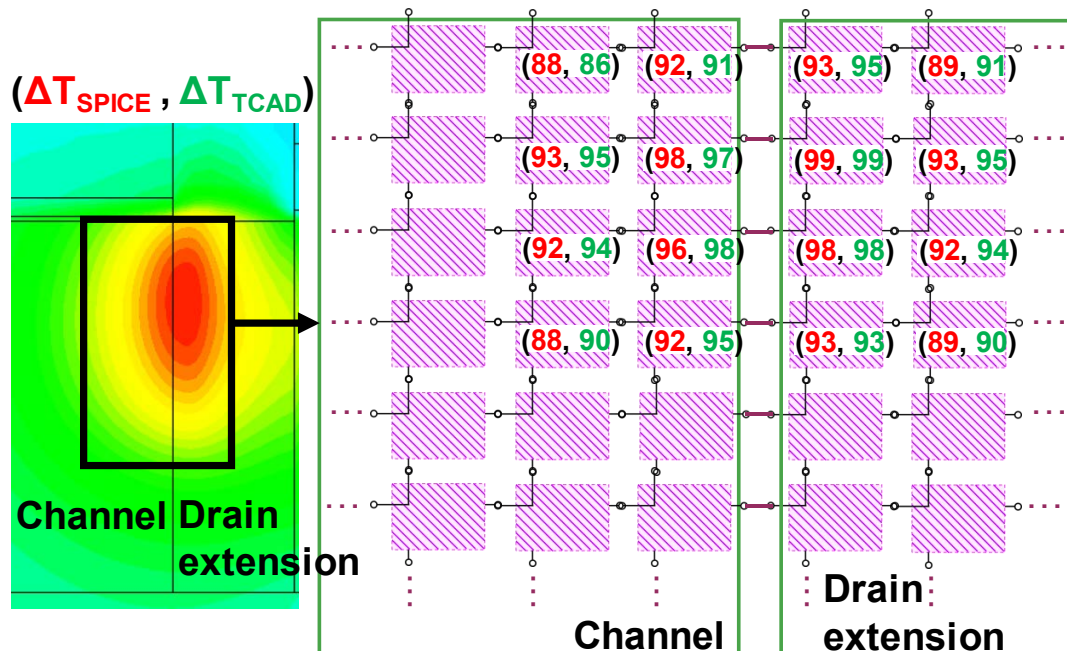 (ΔT_SPICE , ΔT_TCAD)
(88, 86) (92, 91) (93, 95) (89, 91)
(93, 95) (98, 97) (99, 99) (93, 95)
(92, 94) (96, 98) (98, 98) (92, 94)
(88, 90) (92, 95) (93, 93) (89, 90)
Channel Drain
extension
Channel
Drain
extension